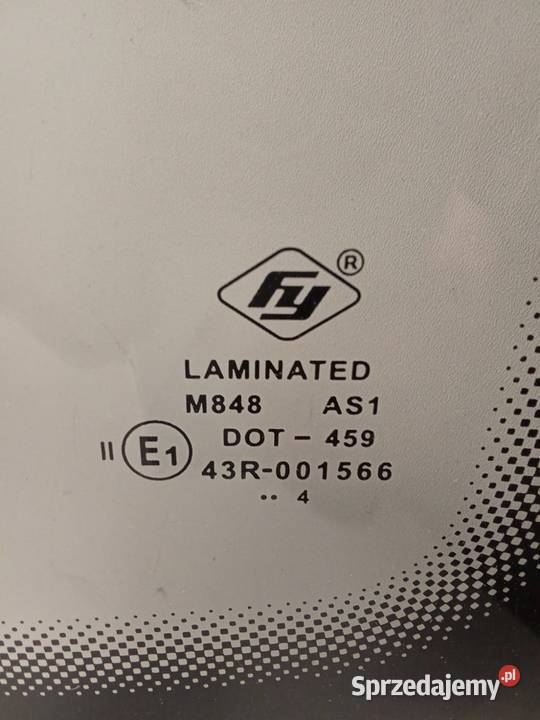 fy ®
LAMINATED
M848 AS1
DOT - 459
II E1 43R-001566
•• 4
Sprzedajemy.pl